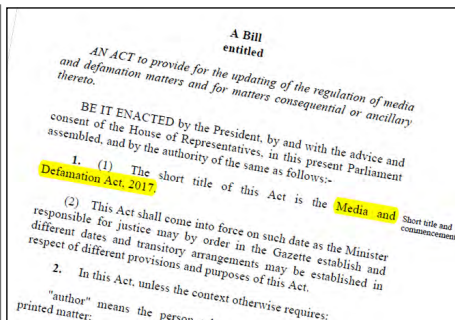 A Bill
entitled
AN ACT to provide for the updating of the regulation of media
and defamation matters and for matters consequential or ancillary
thereto.
BE IT ENACTED by the President, by and with the advice and
consent of the House of Representatives, in this present Parliament
assembled, and by the authority of the same as follows:-
1. (1) The short title of this Act is the Media and
Defamation Act, 2017.
Short title and
commencement
(2) This Act shall come into force on such date as the Minister
responsible for justice may by order in the Gazette establish and
different dates and transitory arrangements may be established in
respect of different provisions and purposes of this Act.
2. In this Act, unless the context otherwise requires:
"author" means the person
printed matter;